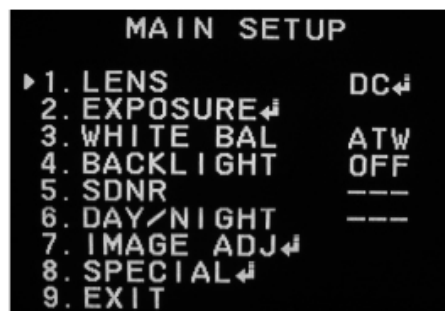 MAIN SETUP
▶1. LENS DC↲
2. EXPOSURE↲
3. WHITE BAL ATW
4. BACKLIGHT OFF
5. SDNR ---
6. DAY/NIGHT ---
7. IMAGE ADJ↲
8. SPECIAL↲
9. EXIT